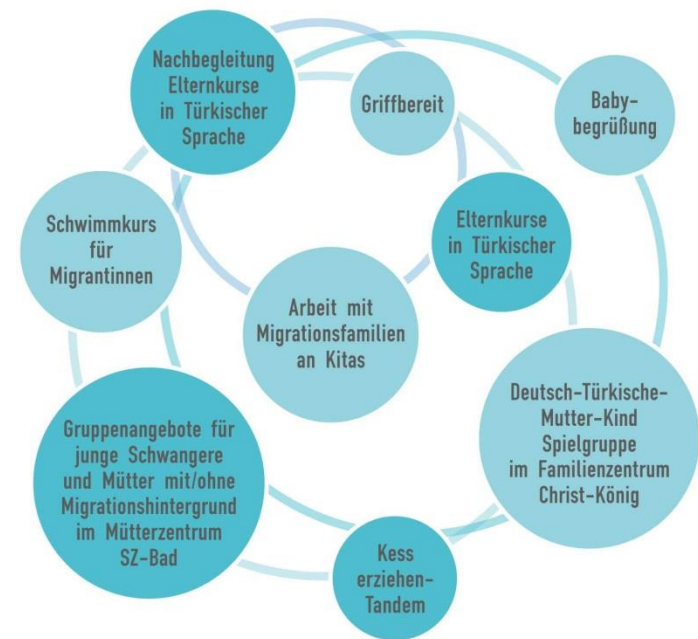 Nachbegleitung
Elternkurse
in Türkischer
Sprache
Griffbereit
Baby-
begrüßung
Schwimmkurs
für
Migrantinnen
Elternkurse
in Türkischer
Sprache
Arbeit mit
Migrationsfamilien
an Kitas
Deutsch-Türkische-
Mutter-Kind
Spielgruppe
im Familienzentrum
Christ-König
Gruppenangebote für
junge Schwangere
und Mütter mit/ohne
Migrationshintergrund
im Mütterzentrum
SZ-Bad
Kess
erziehen-
Tandem